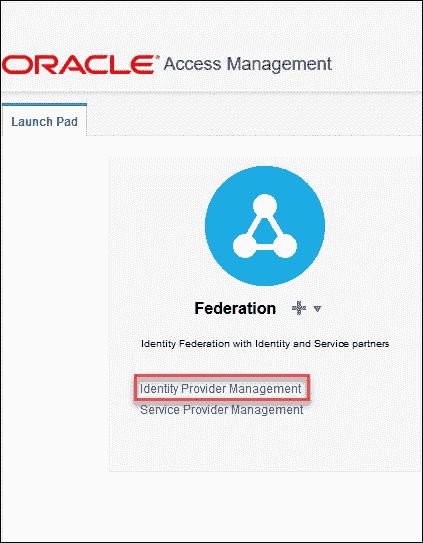 ORACLE® Access Management
Launch Pad
Federation
Identity Federation with Identity and Service partners
Identity Provider Management
Service Provider Management